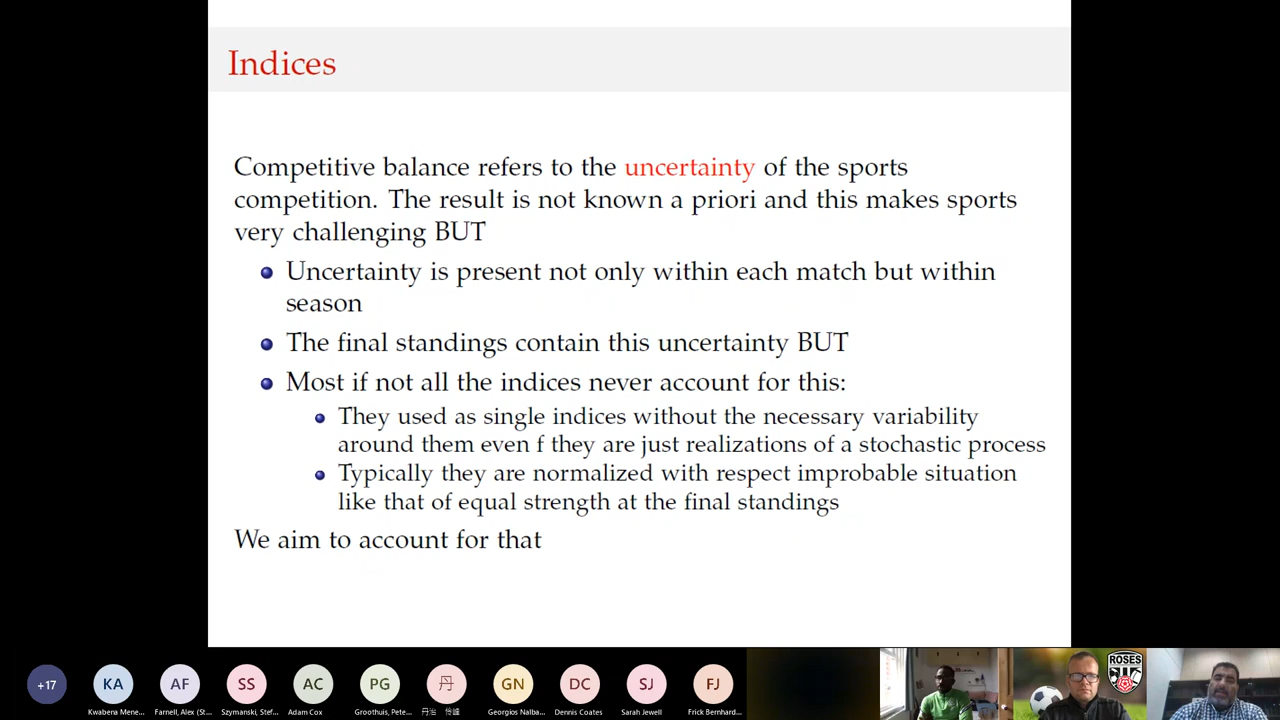 Indices
Competitive balance refers to the uncertainty of the sports
competition. The result is not known a priori and this makes sports
very challenging BUT
Uncertainty is present not only within each match but within
season
The final standings contain this uncertainty BUT
Most if not all the indices never account for this:
They used as single indices without the necessary variability
around them even f they are just realizations of a stochastic process
Typically they are normalized with respect improbable situation
like that of equal strength at the final standings
We aim to account for that
+17
KA
AF
SS
AC
PG
丹
GN
DC
SJ
FJ
ROSES
Kwabena Mene...
Farnell, Alex (St...
Szymanski, Stef...
Adam Cox
Groothuis, Pete...
丹治 伶峰
Georgios Nalba...
Dennis Coates
Sarah Jewell
Frick Bernhard...